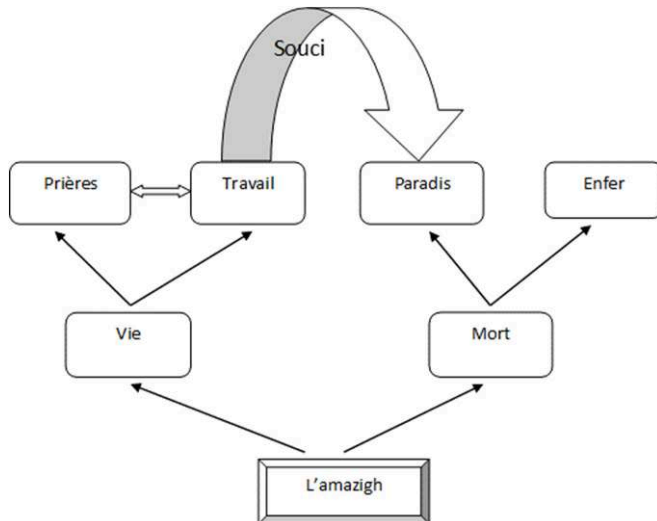 Souci
Prières
Travail
Paradis
Enfer
Vie
Mort
L'amazigh